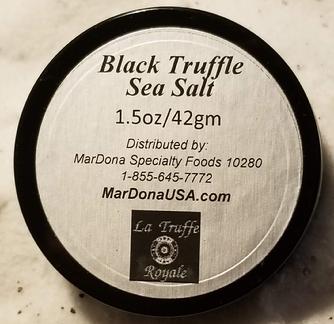 Black Truffle
Sea Salt
1.5oz/42gm
Distributed by:
MarDona Specialty Foods 10280
1-855-645-7772
MarDonaUSA.com
La Truffe
Royale